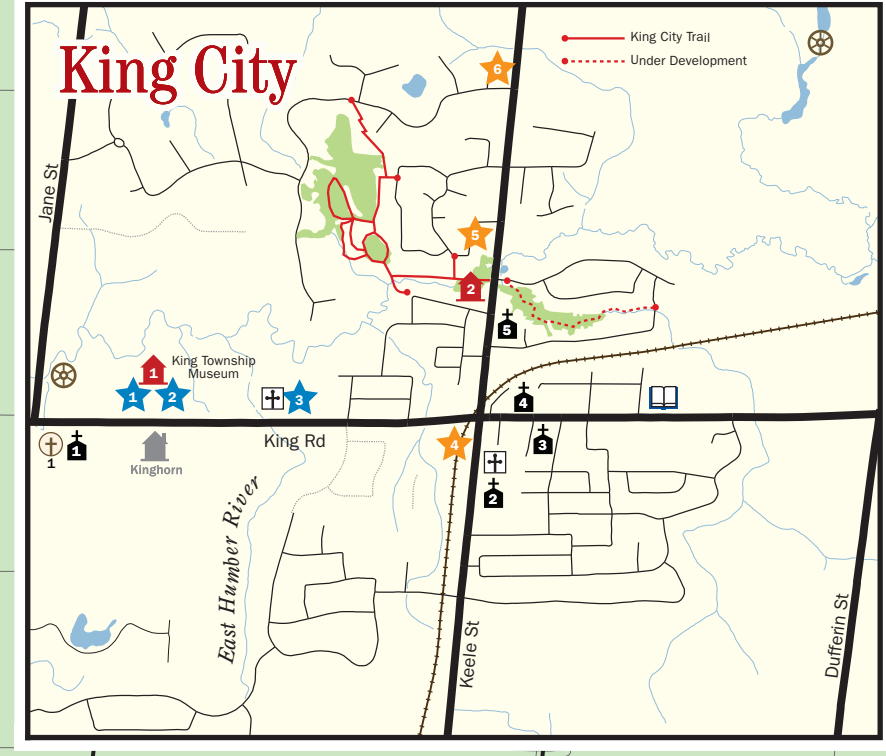 King City
King City Trail
Under Development
6
Jane St
5
2
5
King Township
Museum
1
1
2
3
4
1
1
Kinghorn
King Rd
4
3
2
East Humber River
Keele St
Dufferin St